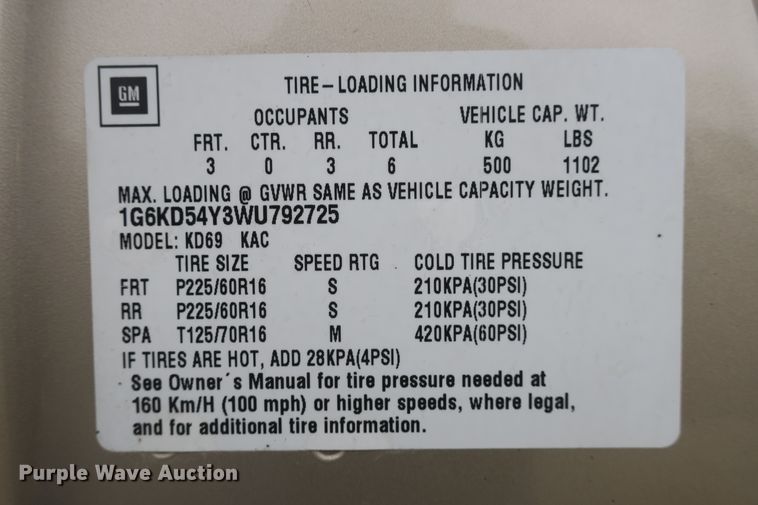 GM
TIRE-LOADING INFORMATION
OCCUPANTS VEHICLE CAP. WT.
FRT. CTR. RR. TOTAL KG LBS
3 0 3 6 500 1102
MAX. LOADING @ GVWR SAME AS VEHICLE CAPACITY WEIGHT.
1G6KD54Y3WU792725
MODEL: KD69 KAC
TIRE SIZE SPEED RTG COLD TIRE PRESSURE
FRT P225/60R16 S 210KPA(30PSI)
RR P225/60R16 S 210KPA(30PSI)
SPA T125/70R16 M 420KPA(60PSI)
IF TIRES ARE HOT, ADD 28KPA(4PSI)
See Owner´s Manual for tire pressure needed at
160 Km/H (100 mph) or higher speeds, where legal,
and for additional tire information.
Purple Wave Auction